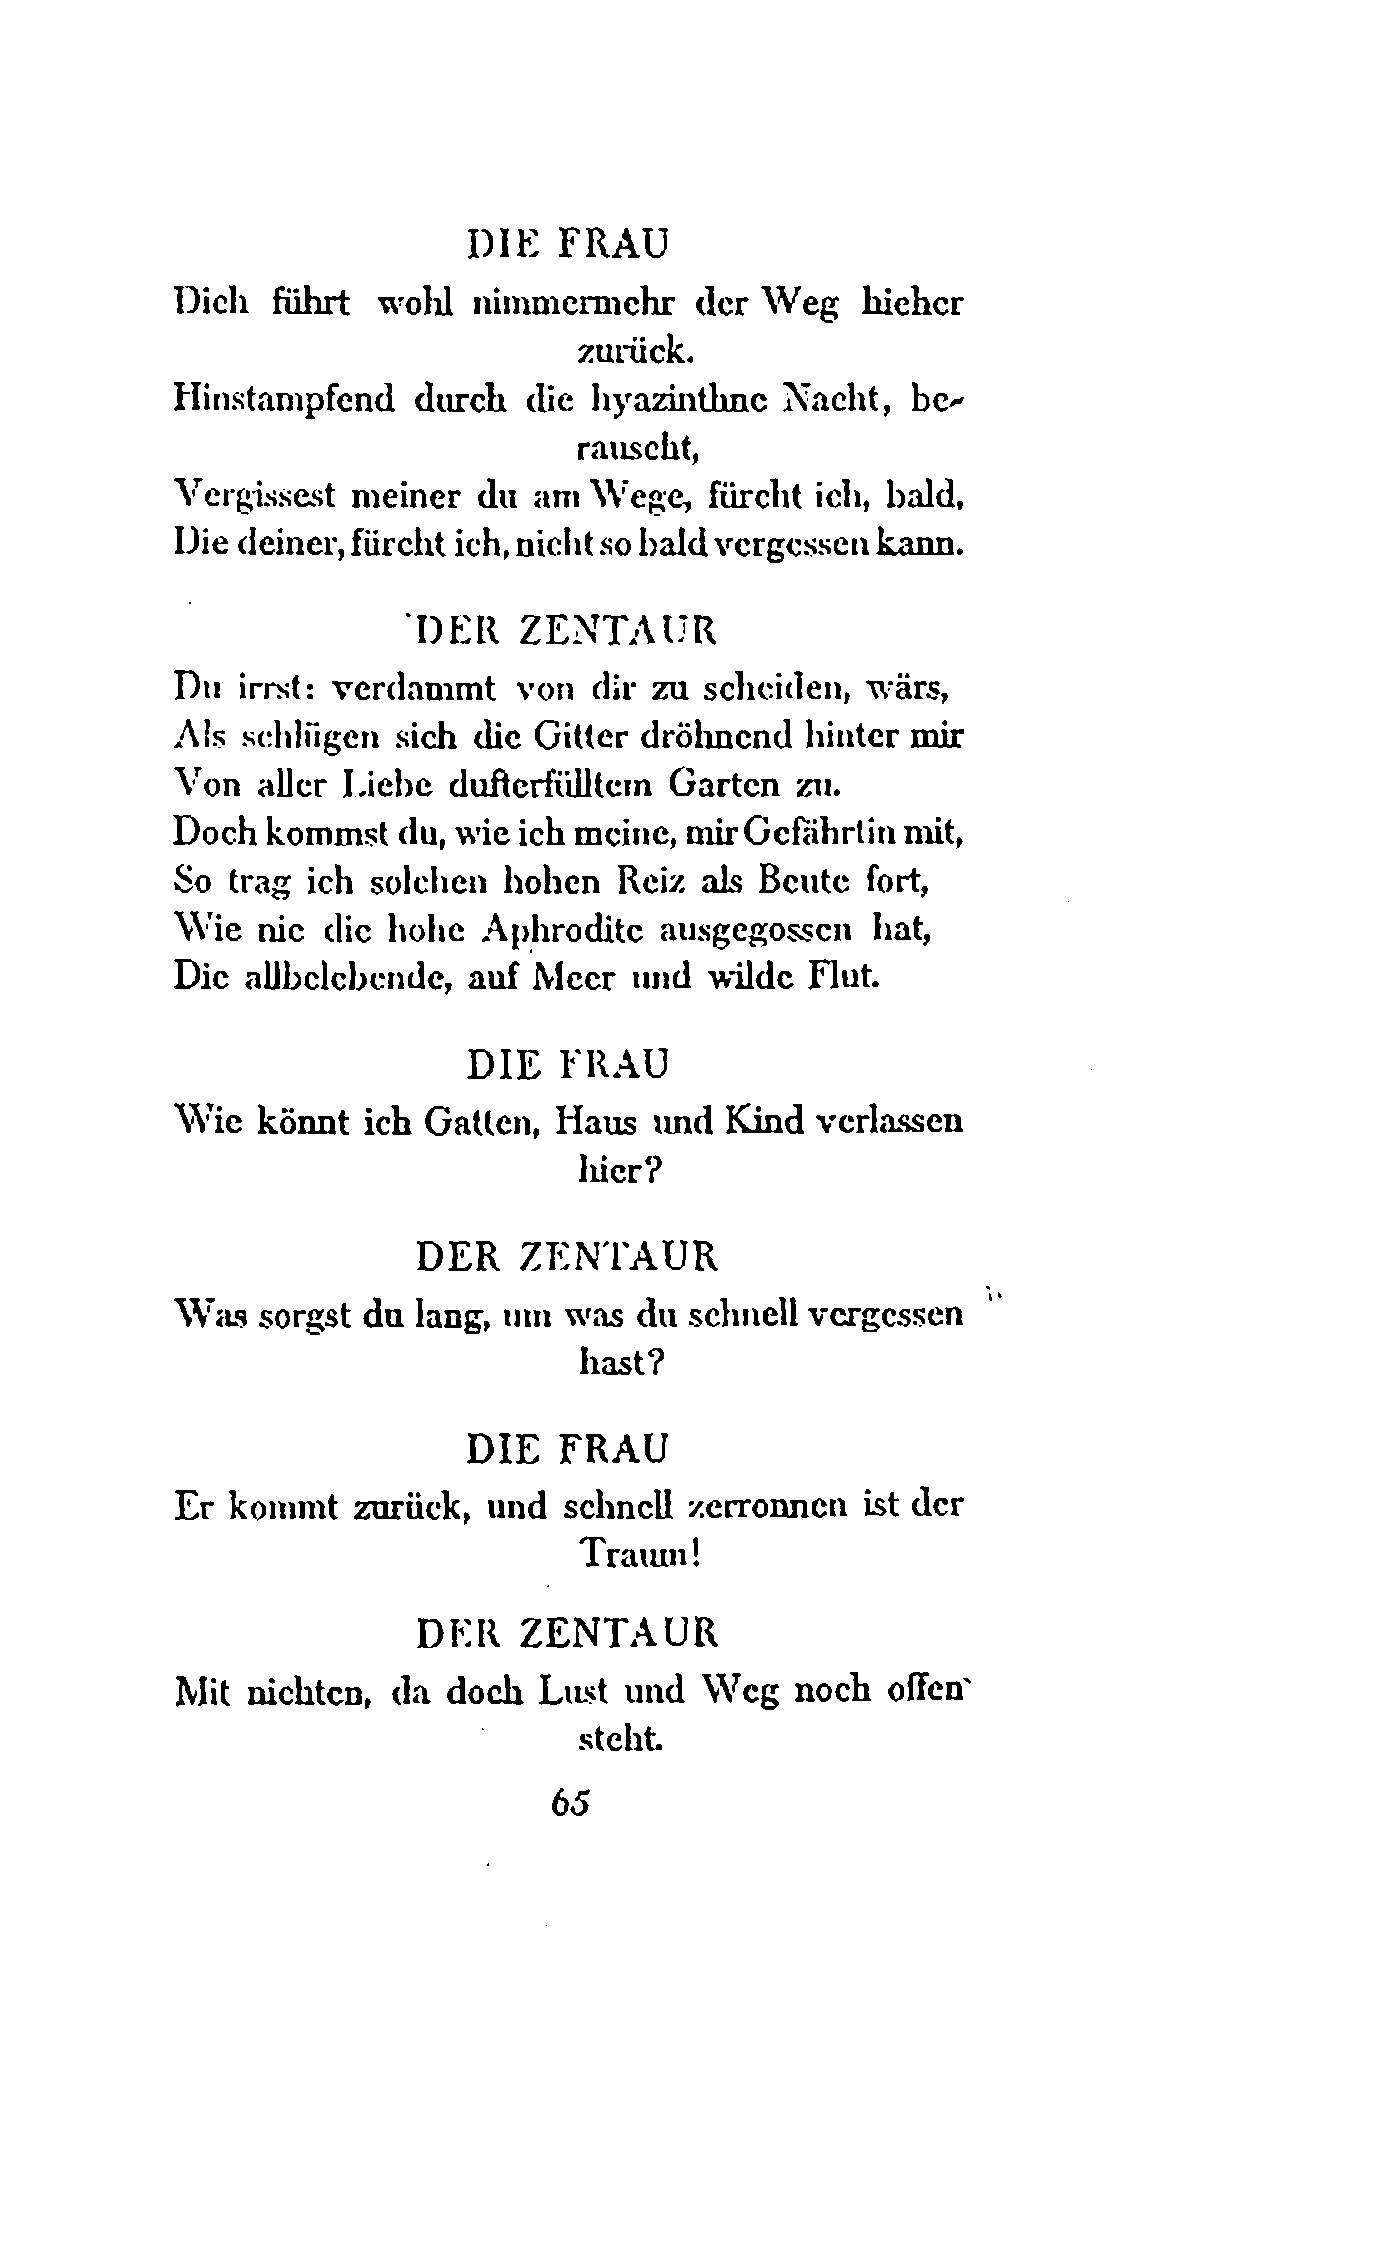 DIE FRAU
Dich führt wohl nimmermehr der Weg hieher
zurück.
Hinstampfend durch die hyazinthne Nacht, be-
rauscht,
Vergissest meiner du am Wege, fürcht ich, bald,
Die deiner, fürcht ich, nicht so bald vergessen kann.
DER ZENTAUR
Du irrst: verdammt von dir zu scheiden, wärs,
Als schlügen sich die Gitter dröhnend hinter mir
Von aller Liebe dufterfülltem Garten zu.
Doch kommst du, wie ich meine, mir Gefährtin mit,
So trag ich solchen hohen Reiz als Beute fort,
Wie nie die hohe Aphrodite ausgegossen hat,
Die allbelebende, auf Meer und wilde Flut.
DIE FRAU
Wie könnt ich Gatten, Haus und Kind verlassen
hier?
DER ZENTAUR
Was sorgst du lang, um was du schnell vergessen
hast?
DIE FRAU
Er kommt zurück, und schnell zerronnen ist der
Traum!
DER ZENTAUR
Mit nichten, da doch Lust und Weg noch offen
steht.
65